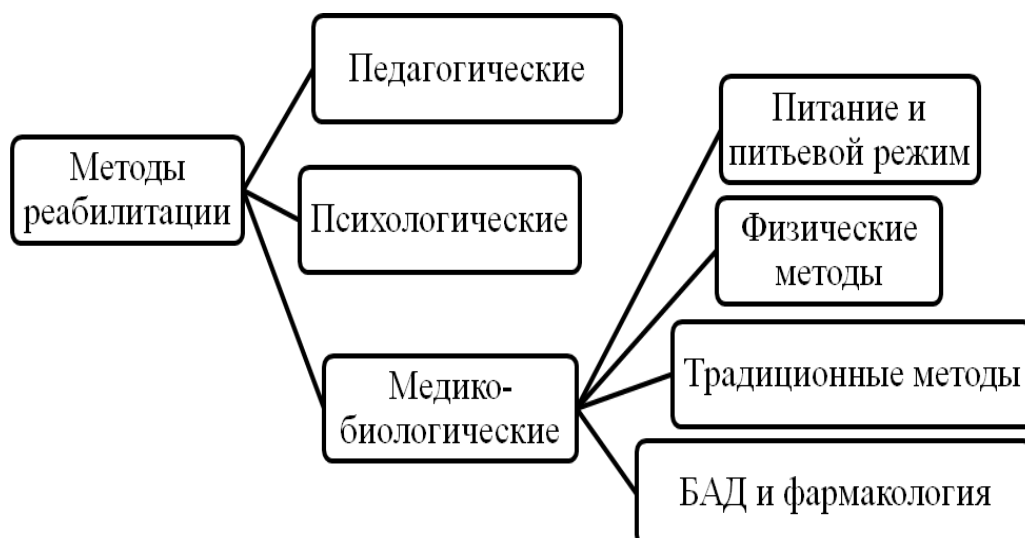 Методы
реабилитации
Педагогические
Психологические
Медико-
биологические
Питание и
питьевой режим
Физические
методы
Традиционные методы
БАД и фармакология